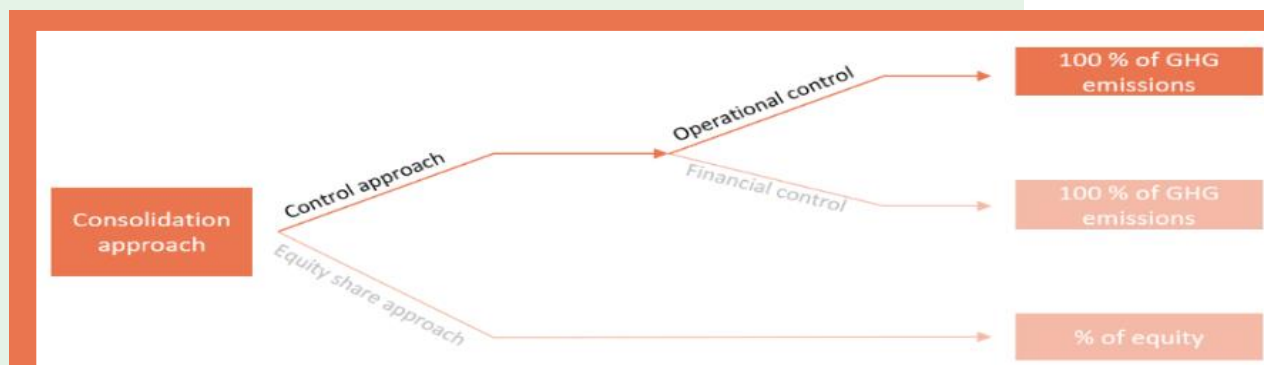 100 % of GHG
emissions
Operational control
Control approach
Financial control
100 % of GHG
emissions
Consolidation
approach
Equity share approach
% of equity